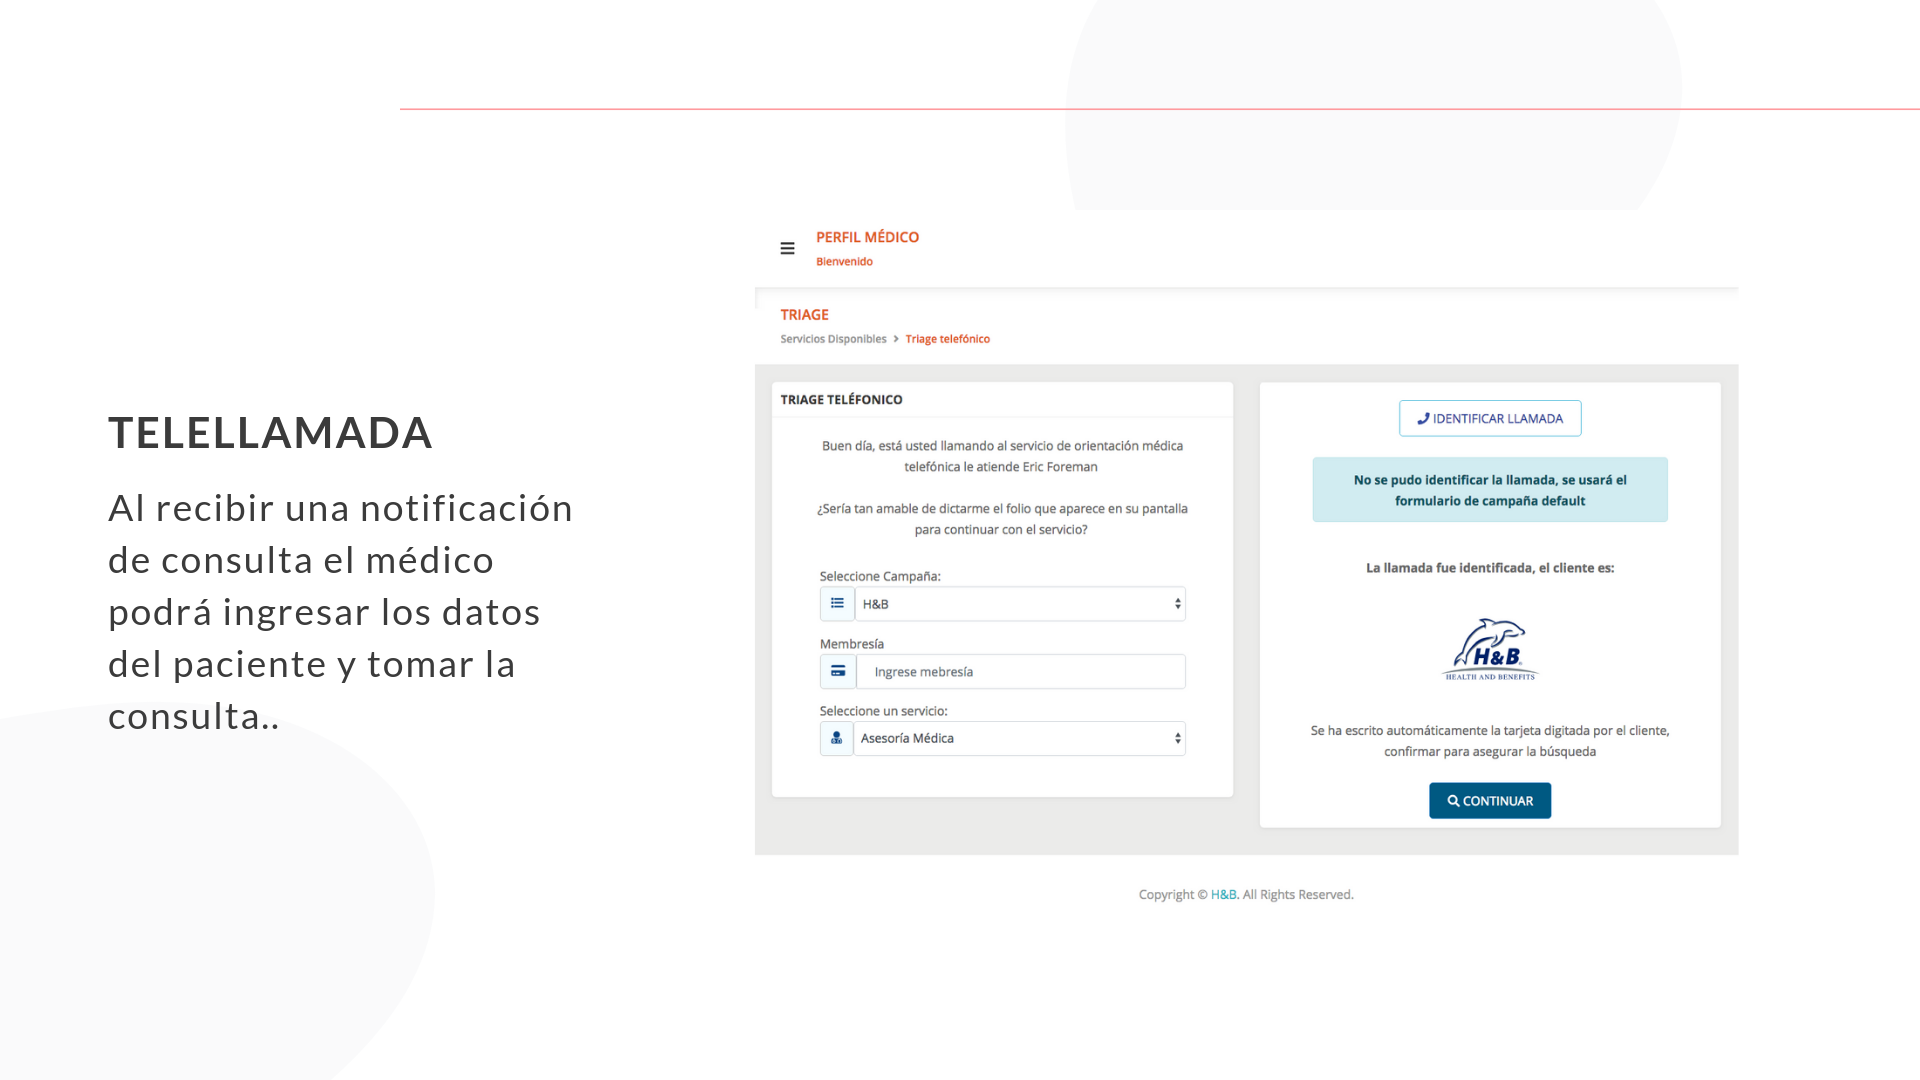 TELELLAMADA
Al recibir una notificación
de consulta el médico
podrá ingresar los datos
del paciente y tomar la
consulta..
PERFIL MÉDICO
Bienvenido
TRIAGE
Servicios Disponibles > Triage telefónico
TRIAGE TELÉFONICO
Buen día, está usted llamando al servicio de orientación médica
telefónica le atiende Eric Foreman
¿Sería tan amable de dictarme el folio que aparece en su pantalla
para continuar con el servicio?
Seleccione Campaña:
H&B
Membresía
Ingrese mebresía
Seleccione un servicio:
Asesoría Médica
IDENTIFICAR LLAMADA
No se pudo identificar la llamada, se usará el
formulario de campaña default
La llamada fue identificada, el cliente es:
H&B
HEALTH AND BENEFITS
Se ha escrito automáticamente la tarjeta digitada por el cliente,
confirmar para asegurar la búsqueda
CONTINUAR
Copyright © H&B. All Rights Reserved.